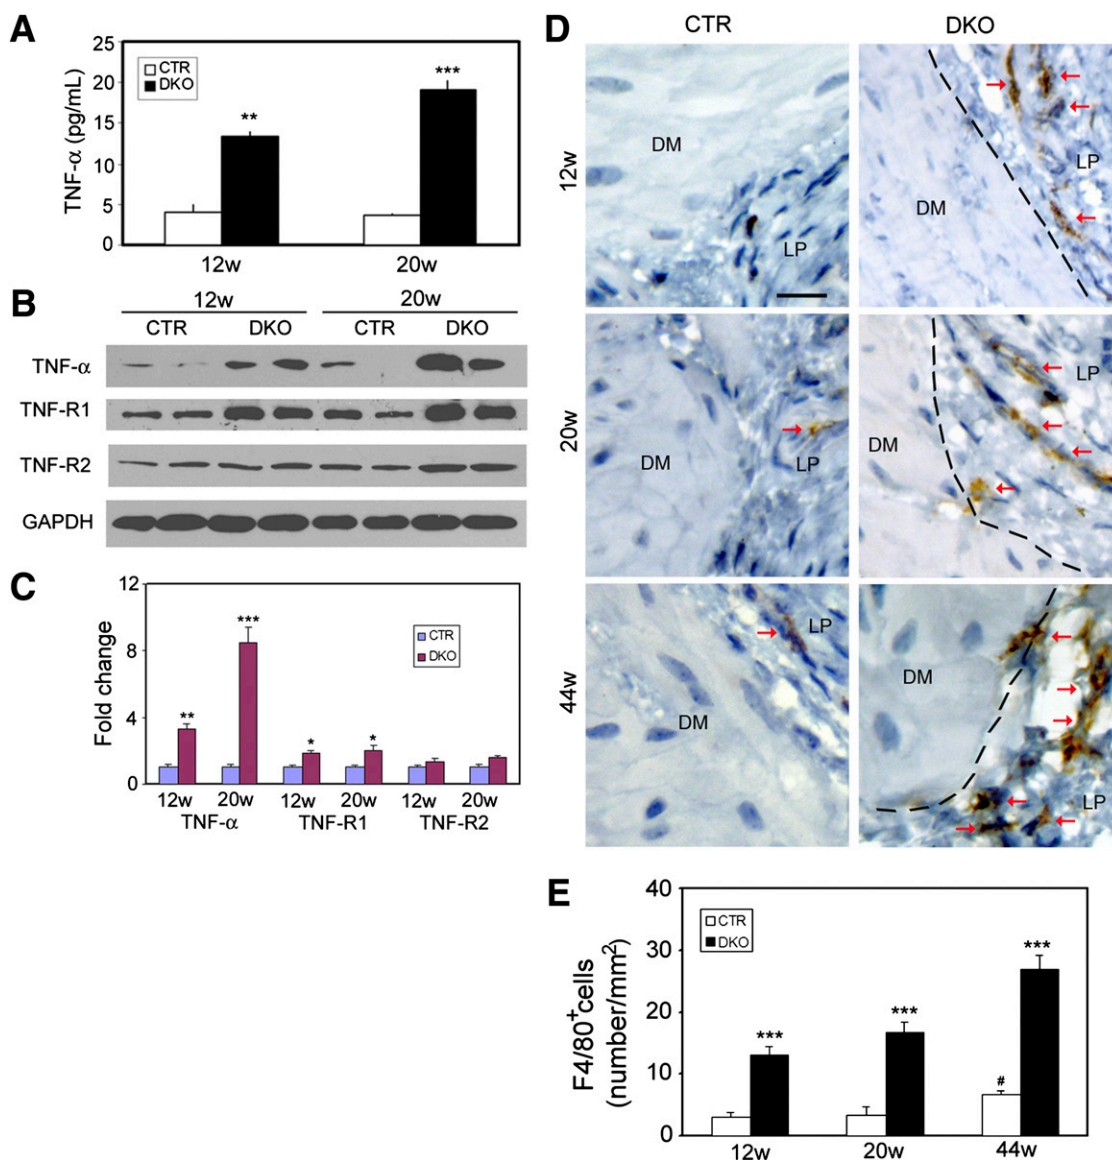 A
25
20
15
10
5
0
TNF-α (pg/mL)
CTR
DKO
**
***
12w
20w
B
12w
20w
CTR
DKO
CTR
DKO
TNF-α
TNF-R1
TNF-R2
GAPDH
C
12
8
4
0
Fold change
CTR
DKO
**
***
*
*
12w
20w
12w
20w
12w
20w
TNF-α
TNF-R1
TNF-R2
D
CTR
DKO
12w
DM
LP
DM
LP
20w
DM
LP
DM
LP
44w
DM
LP
DM
LP
E
40
30
20
10
0
F4/80+cells
(number/mm2)
CTR
DKO
***
***
#
***
12w
20w
44w